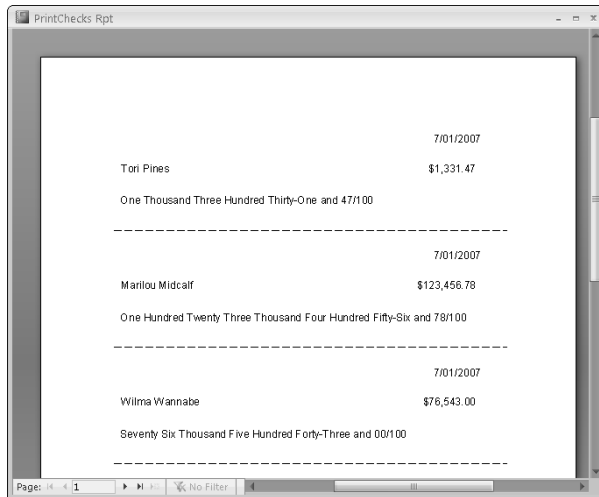 PrintChecks Rpt
7/01/2007
Tori Pines $1,331.47
One Thousand Three Hundred Thirty-One and 47/100
7/01/2007
Marilou Midcalf $123,456.78
One Hundred Twenty Three Thousand Four Hundred Fifty-Six and 78/100
7/01/2007
Wilma Wannabe $76,543.00
Seventy Six Thousand Five Hundred Forty-Three and 00/100
Page: 1 No Filter